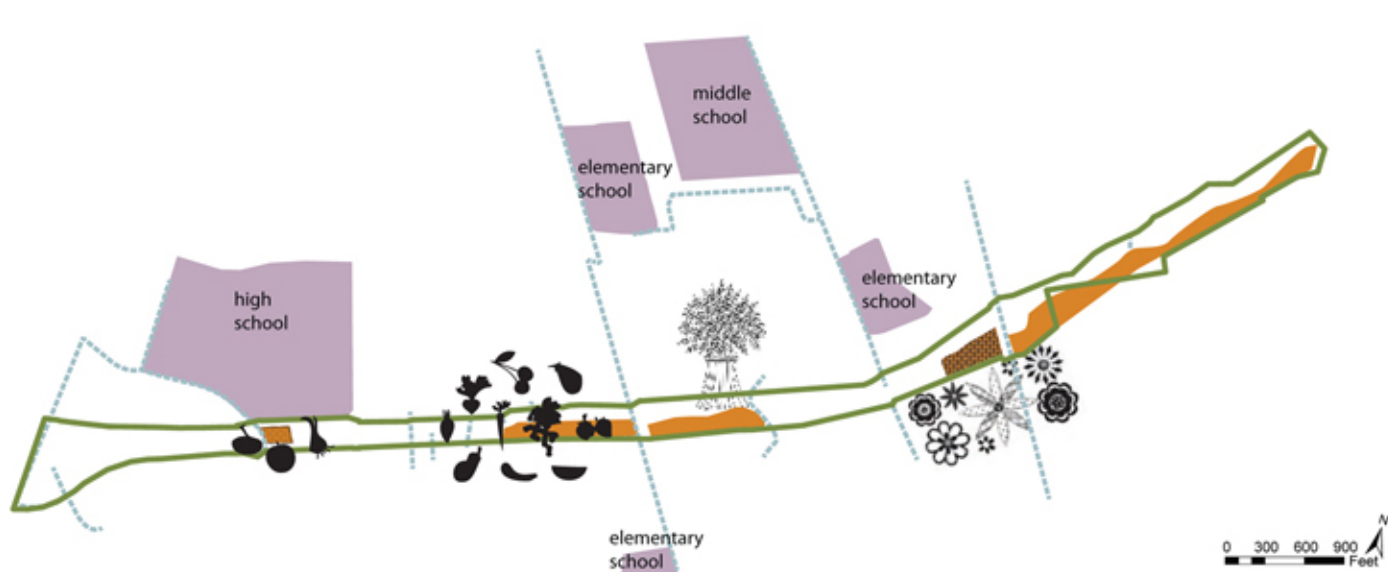 middle
school
elementary
school
high
school
elementary
school
elementary
school
N
0 300 600 900
Feet